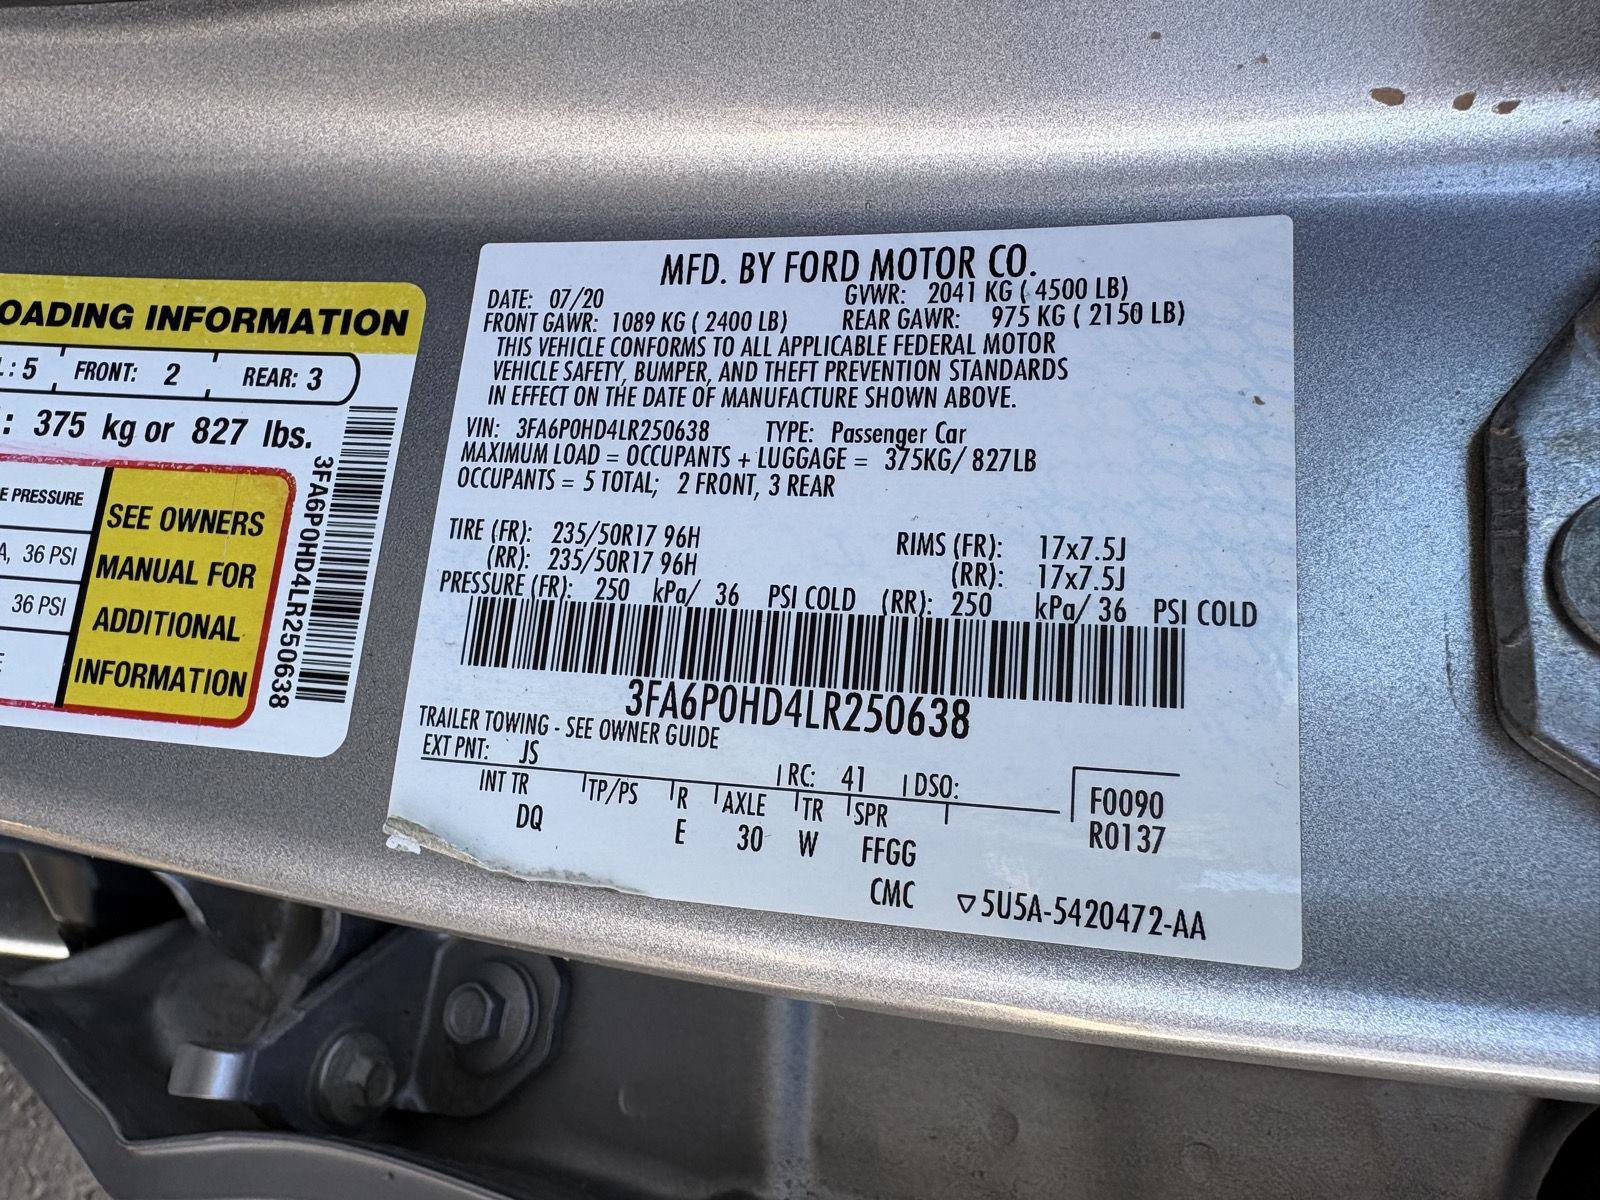 MFD. BY FORD MOTOR CO.
DATE: 07/20 GVWR: 2041 KG ( 4500 LB)
FRONT GAWR: 1089 KG ( 2400 LB) REAR GAWR: 975 KG ( 2150 LB)
THIS VEHICLE CONFORMS TO ALL APPLICABLE FEDERAL MOTOR
VEHICLE SAFETY, BUMPER, AND THEFT PREVENTION STANDARDS
IN EFFECT ON THE DATE OF MANUFACTURE SHOWN ABOVE.
VIN: 3FA6P0HD4LR250638 TYPE: Passenger Car
MAXIMUM LOAD = OCCUPANTS + LUGGAGE = 375KG/ 827LB
OCCUPANTS = 5 TOTAL; 2 FRONT, 3 REAR
TIRE (FR): 235/50R17 96H RIMS (FR): 17x7.5J
(RR): 235/50R17 96H (RR): 17x7.5J
PRESSURE (FR): 250 kPa/ 36 PSI COLD (RR): 250 kPa/ 36 PSI COLD
3FA6P0HD4LR250638
TRAILER TOWING - SEE OWNER GUIDE
EXT PNT: JS RC: 41 DSO:
INT TR TP/PS R AXLE TR SPR
DQ E 30 W FFGG
F0090
R0137
CMC ▽5U5A-5420472-AA
OADING INFORMATION
: 5 FRONT: 2 REAR: 3
: 375 kg or 827 lbs.
E PRESSURE
A, 36 PSI
36 PSI
E
SEE OWNERS
MANUAL FOR
ADDITIONAL
INFORMATION
3FA6P0HD4LR250638